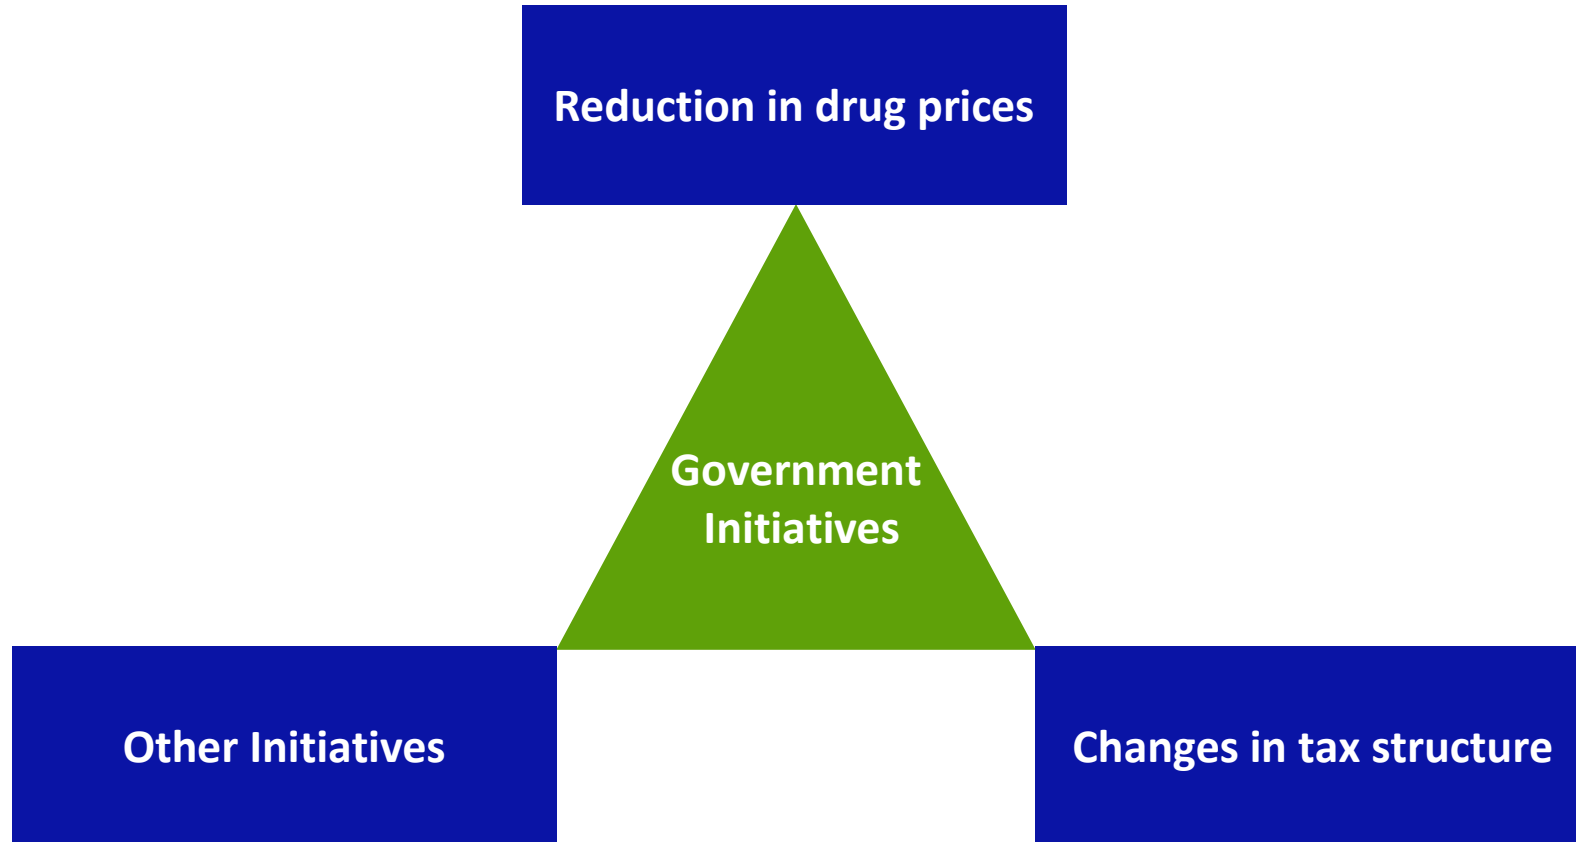 Reduction in drug prices
Government
Initiatives
Other Initiatives
Changes in tax structure